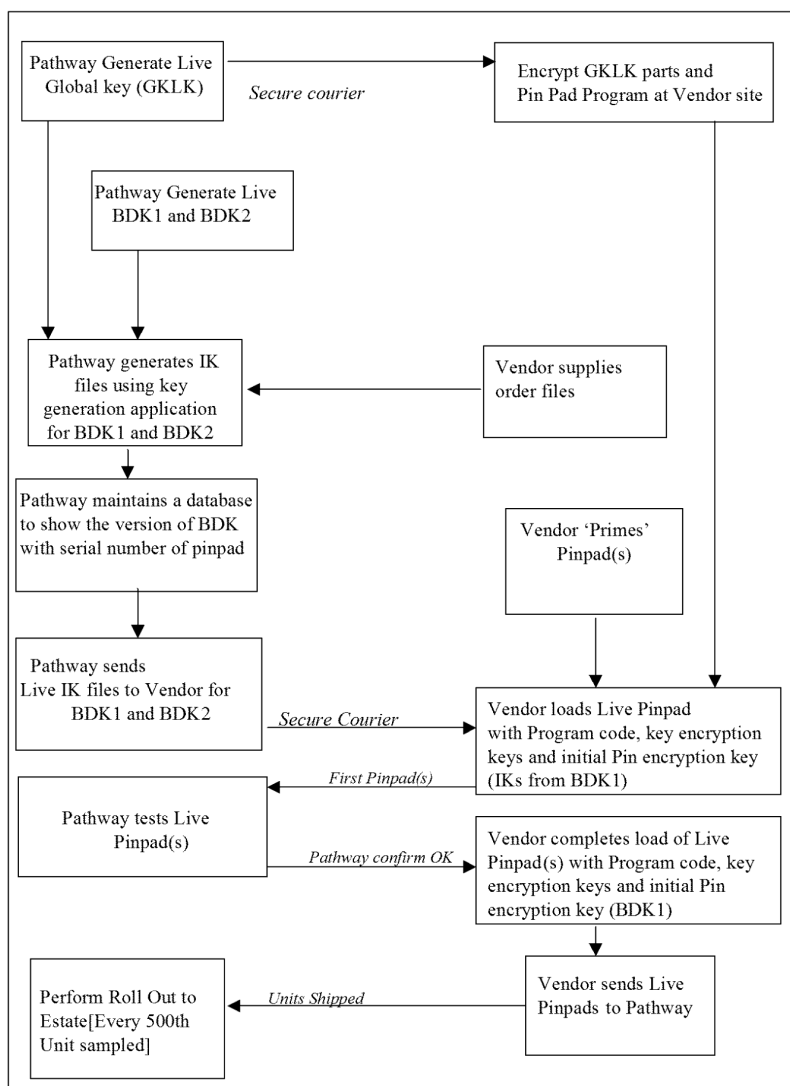 Pathway Generate Live
Global key (GKLK)
Secure courier
Encrypt GKLK parts and
Pin Pad Program at Vendor site
Pathway Generate Live
BDK1 and BDK2
Pathway generates IK
files using key
generation application
for BDK1 and BDK2
Vendor supplies
order files
Pathway maintains a database
to show the version of BDK
with serial number of pinpad
Vendor ‘Primes’
Pinpad(s)
Pathway sends
Live IK files to Vendor for
BDK1 and BDK2
Secure Courier
Vendor loads Live Pinpad
with Program code, key encryption
keys and initial Pin encryption key
(IKs from BDK1)
First Pinpad(s)
Pathway tests Live
Pinpad(s)
Pathway confirm OK
Vendor completes load of Live
Pinpad(s) with Program code, key
encryption keys and initial Pin
encryption key (BDK1)
Perform Roll Out to
Estate[Every 500th
Unit sampled]
Units Shipped
Vendor sends Live
Pinpads to Pathway